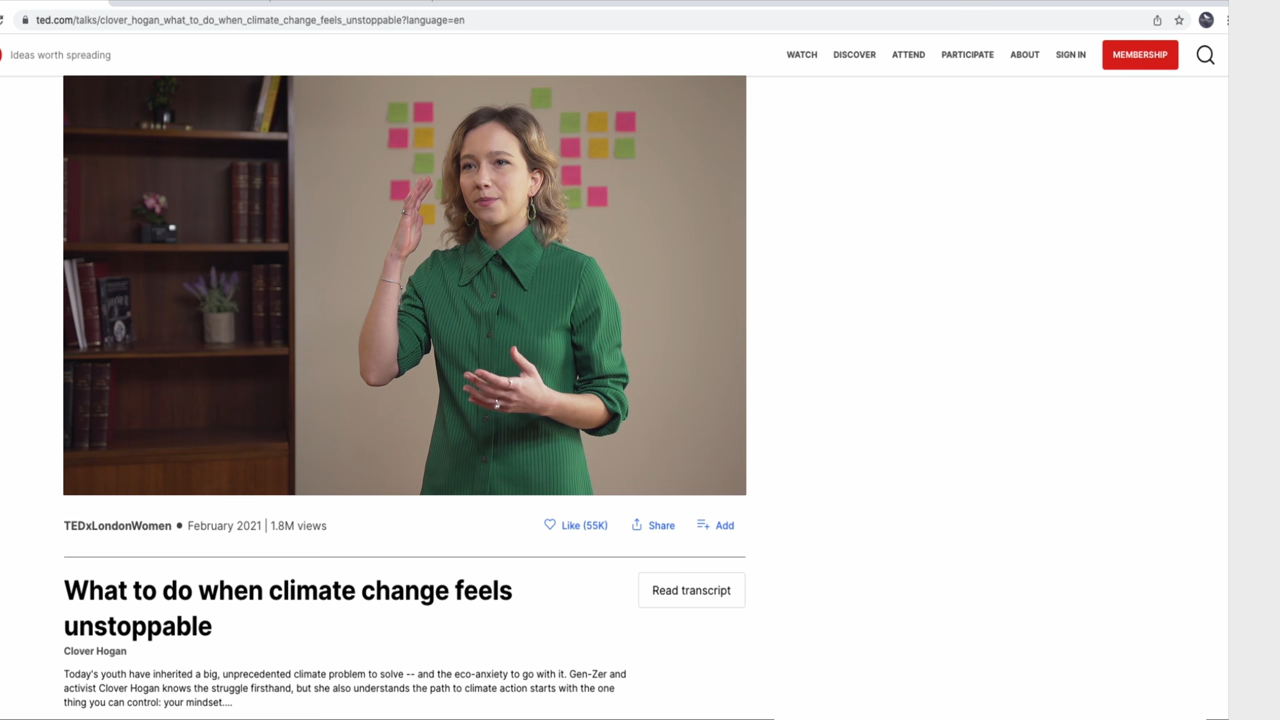 ted.com/talks/clover_hogan_what_to_do_when_climate_change_feels_unstoppable?language=en
Ideas worth spreading
WATCH DISCOVER ATTEND PARTICIPATE ABOUT SIGN IN MEMBERSHIP
TEDxLondonWomen • February 2021 | 1.8M views
Like (55K) Share Add
What to do when climate change feels
unstoppable
Read transcript
Clover Hogan
Today's youth have inherited a big, unprecedented climate problem to solve -- and the eco-anxiety to go with it. Gen-Zer and
activist Clover Hogan knows the struggle firsthand, but she also understands the path to climate action starts with the one
thing you can control: your mindset....